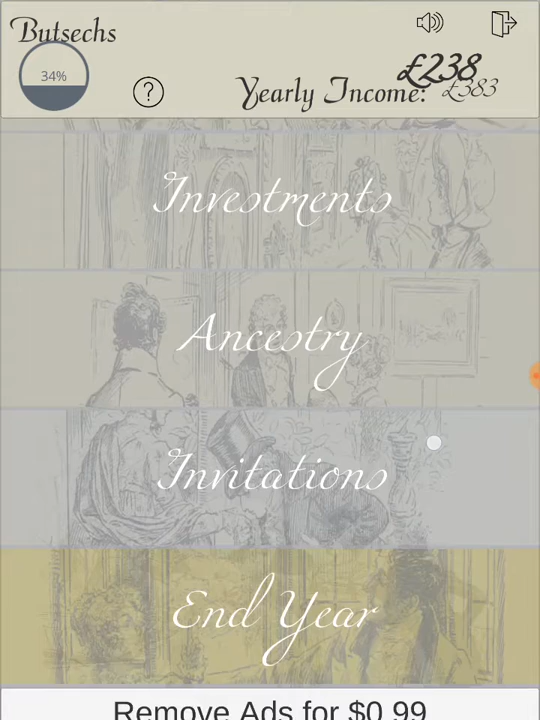 Butsechs
£238
34%
?
Yearly Income: £383
Investments
Ancestry
Invitations
End Year
Remove Ads for $0.99